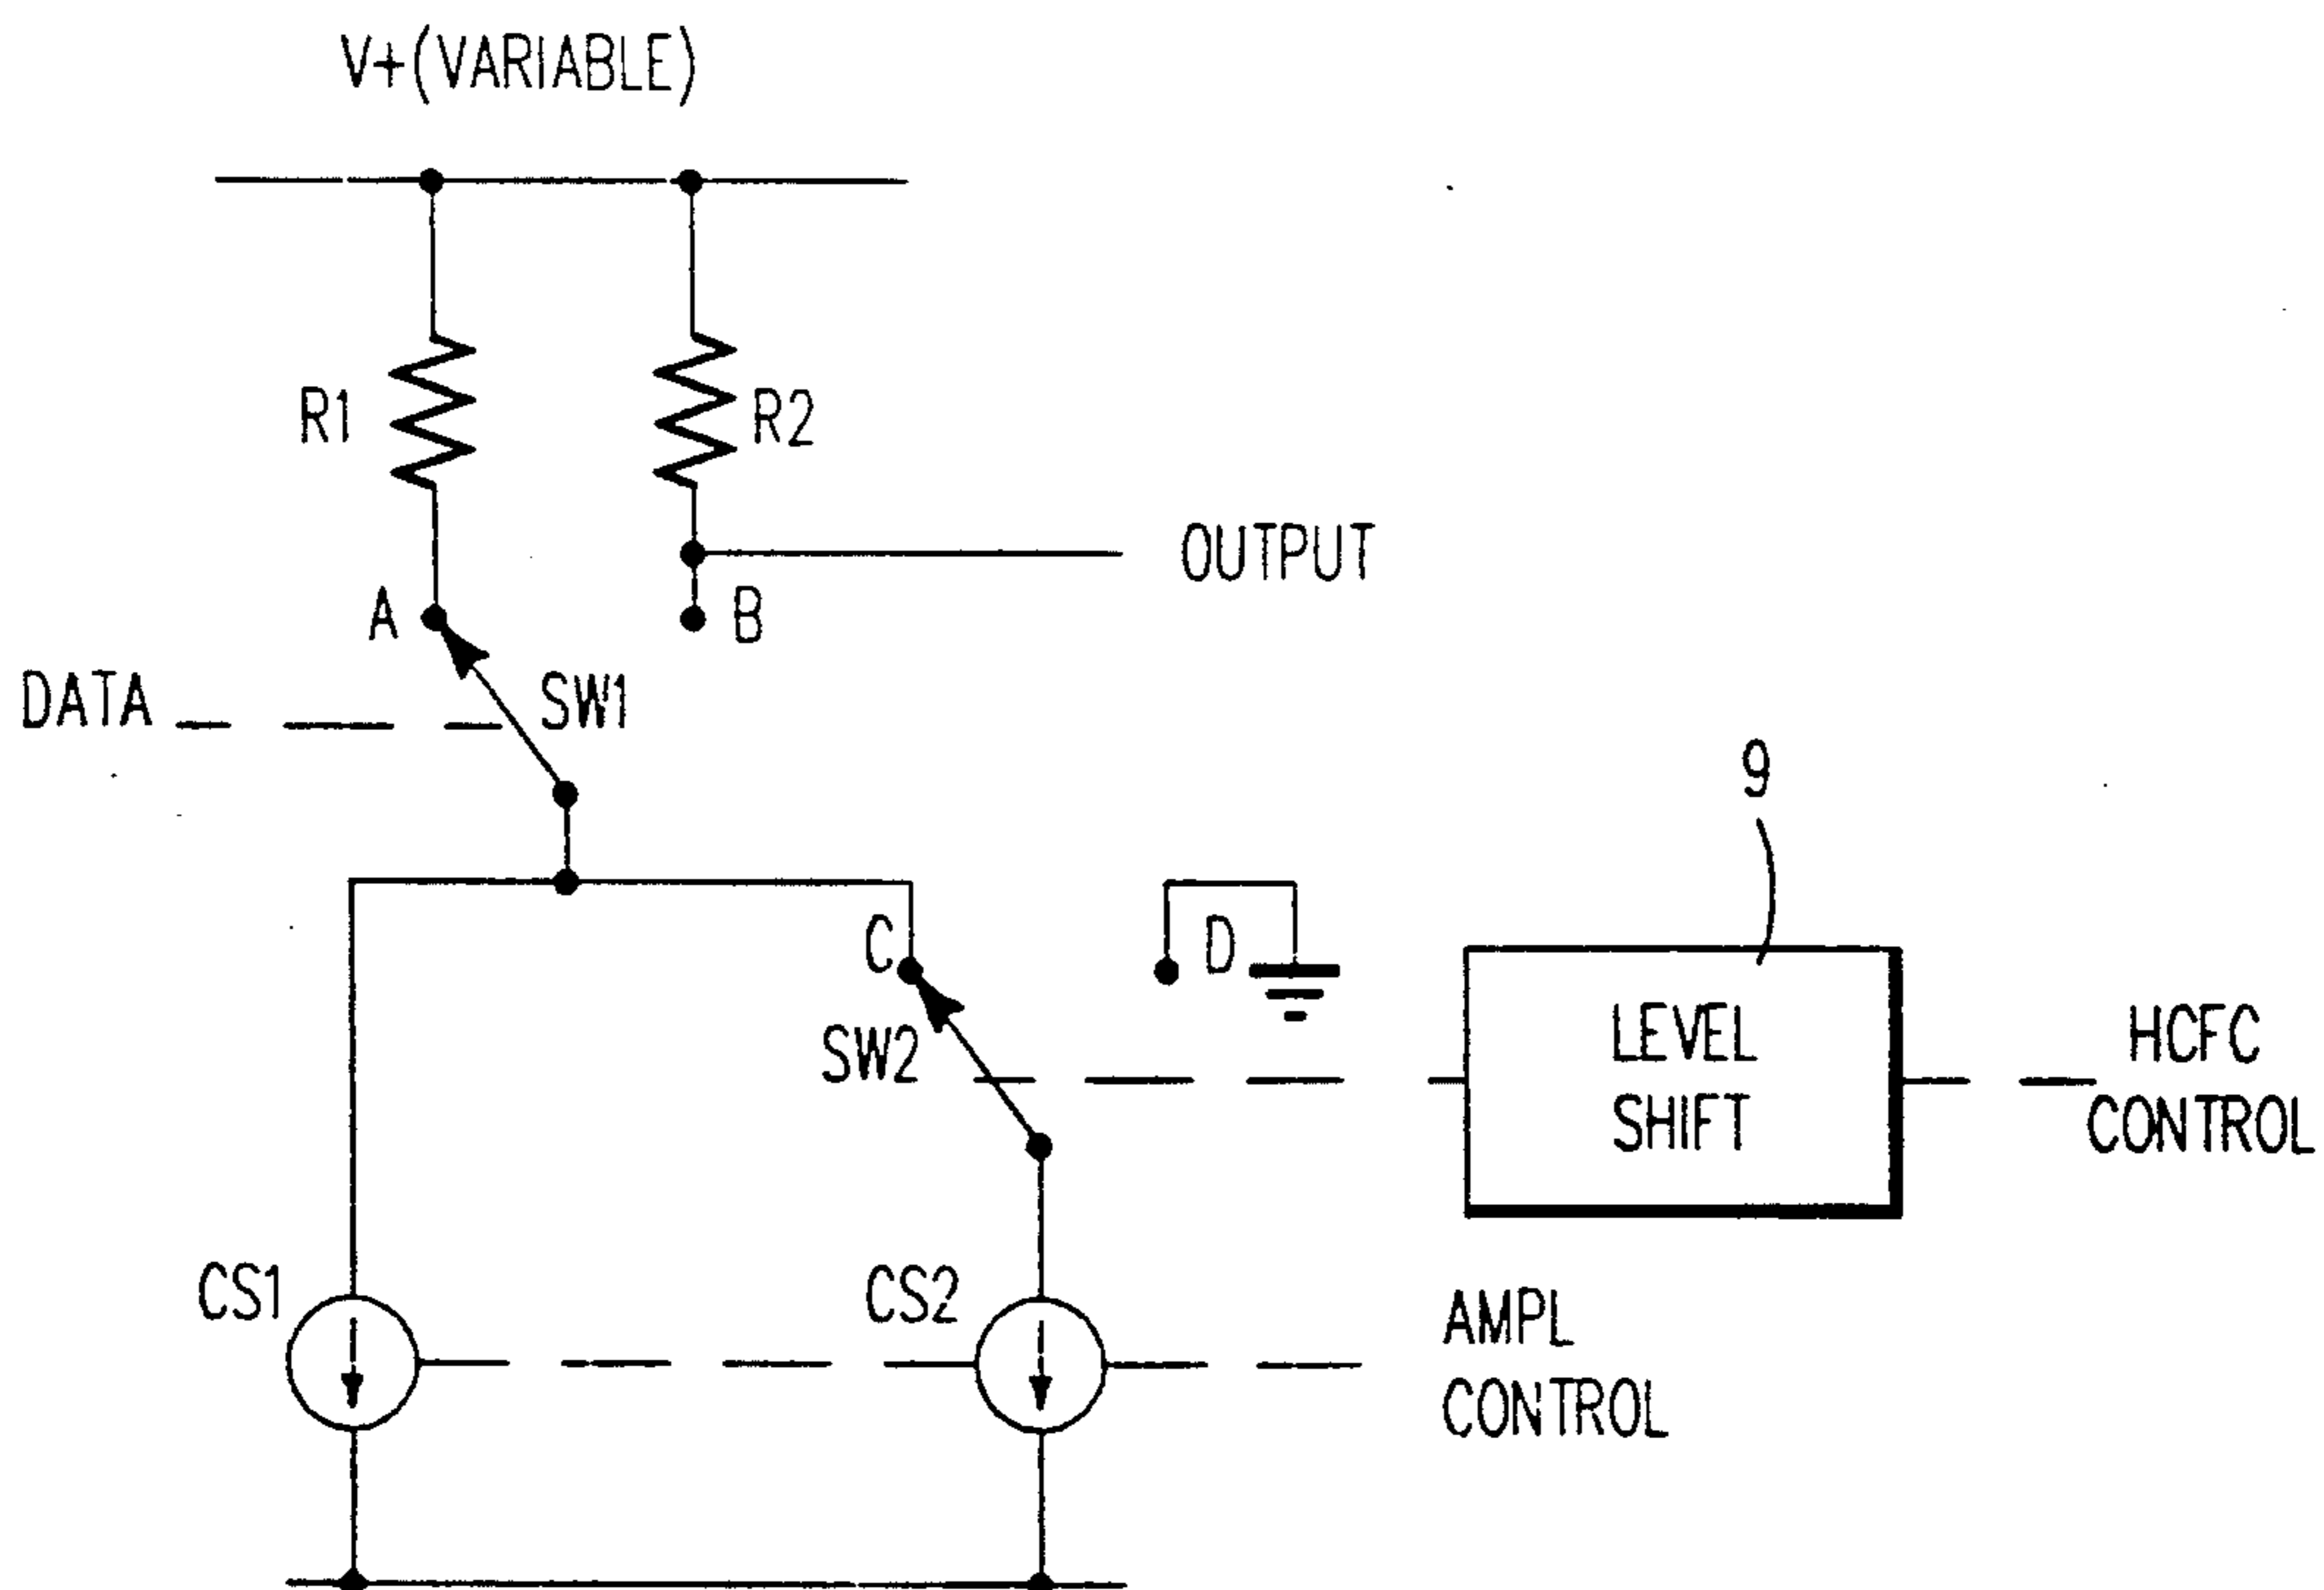 V+(VARIABLE)
R1
R2
OUTPUT
A
B
DATA
SW1
9
C
D
SW2
LEVEL
SHIFT
HCFC
CONTROL
CS1
CS2
AMPL
CONTROL